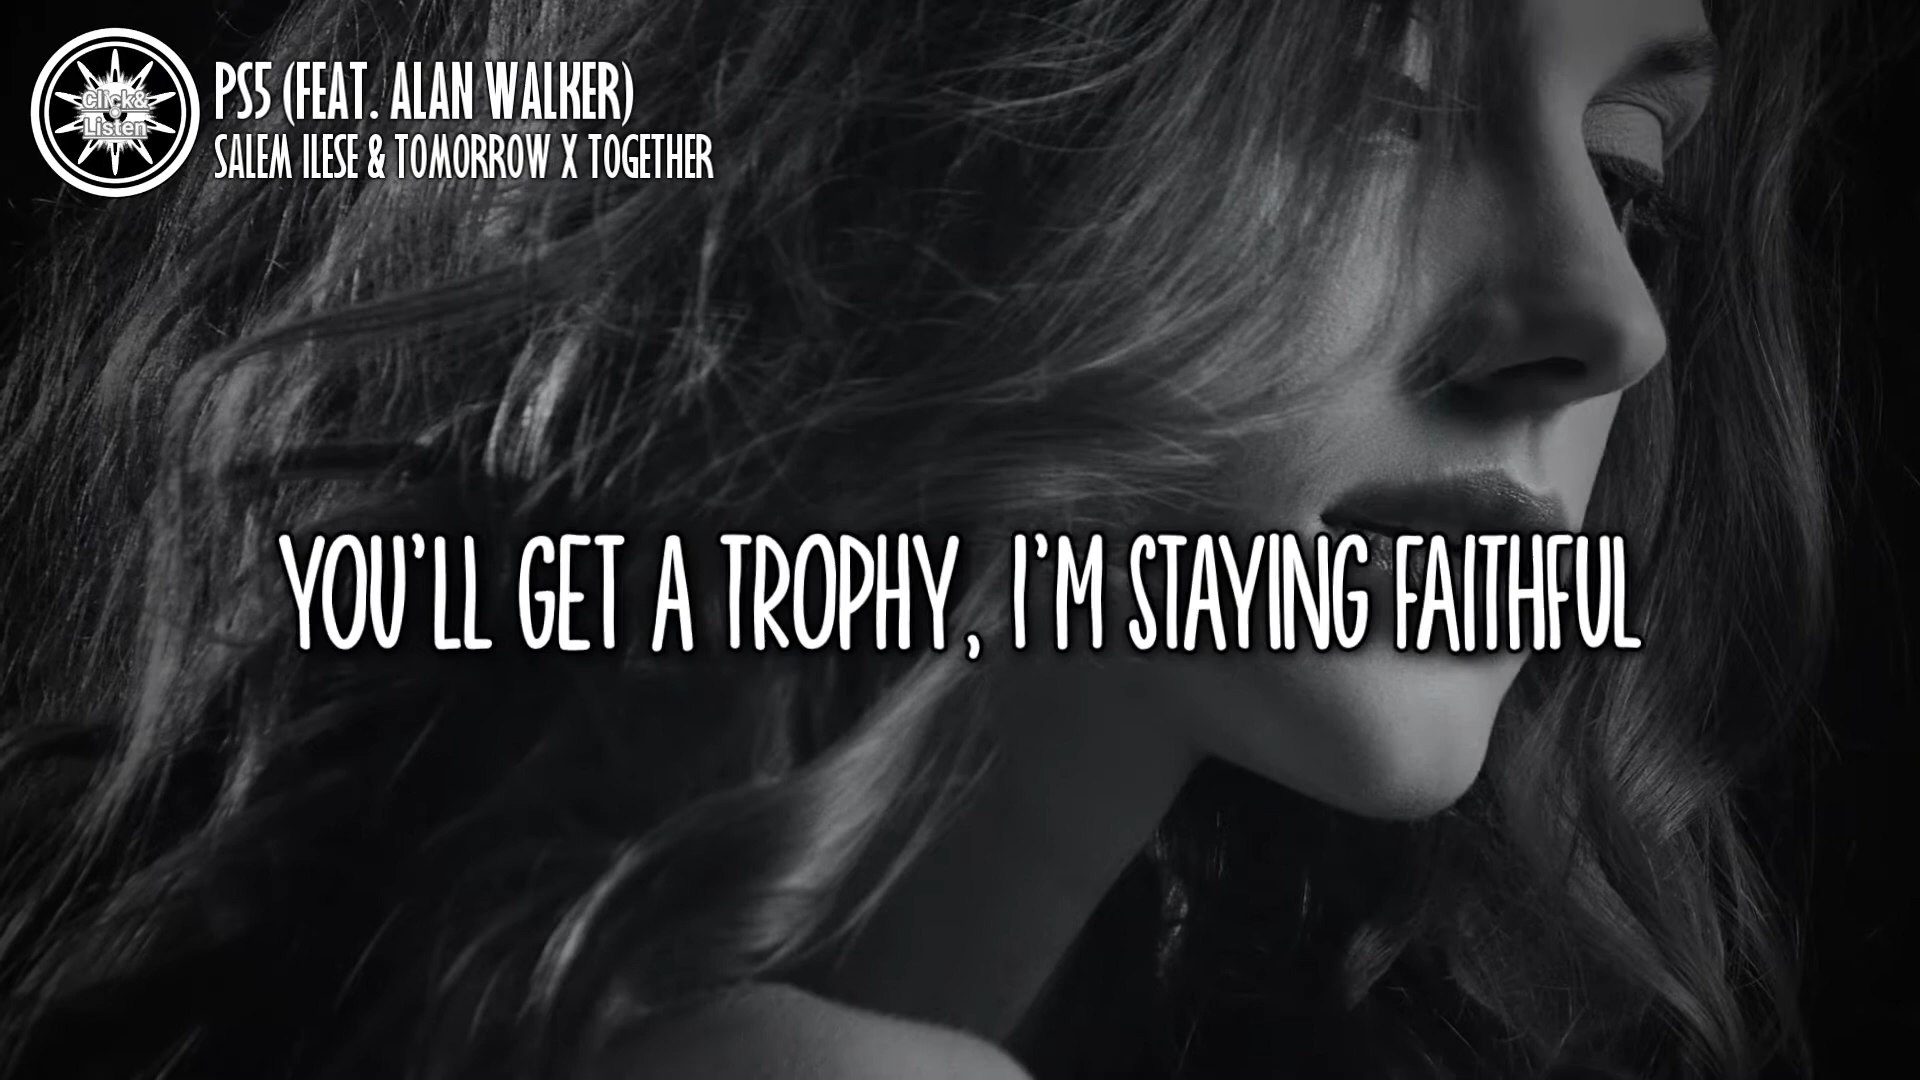 Click&
Listen
PS5 (FEAT. ALAN WALKER)
SALEM ILESE & TOMORROW X TOGETHER
YOU'LL GET A TROPHY, I'M STAYING FAITHFUL